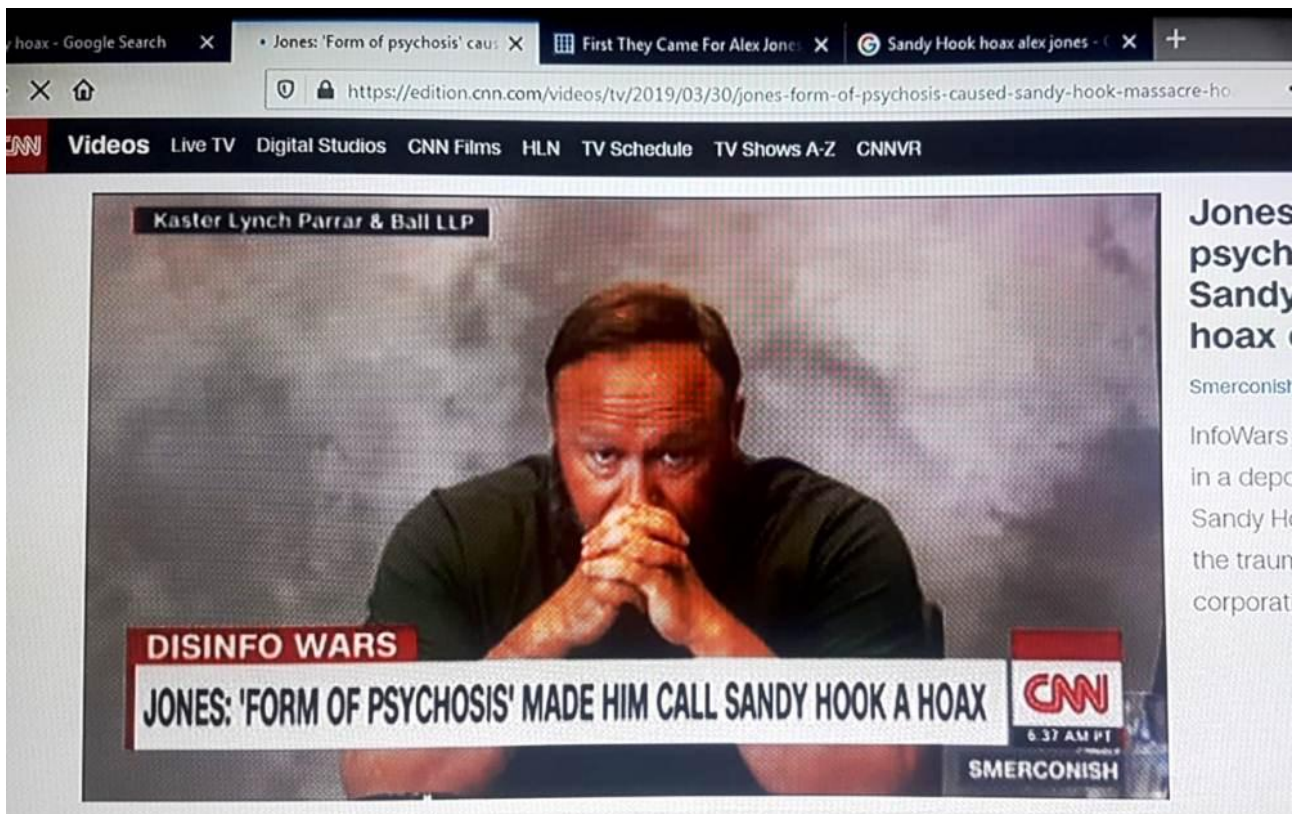 y hoax - Google Search
• Jones: 'Form of psychosis' caus
First They Came For Alex Jones
Sandy Hook hoax alex jones -
https://edition.cnn.com/videos/tv/2019/03/30/jones-form-of-psychosis-caused-sandy-hook-massacre-ho
CNN Videos Live TV Digital Studios CNN Films HLN TV Schedule TV Shows A-Z CNNVR
Kaster Lynch Parrar & Ball LLP
DISINFO WARS
JONES: 'FORM OF PSYCHOSIS' MADE HIM CALL SANDY HOOK A HOAX
CNN
6:37 AM PT
SMERCONISH
Jones
psych
Sandy
hoax
Smerconish
InfoWars
in a depo
Sandy Ho
the traum
corporat